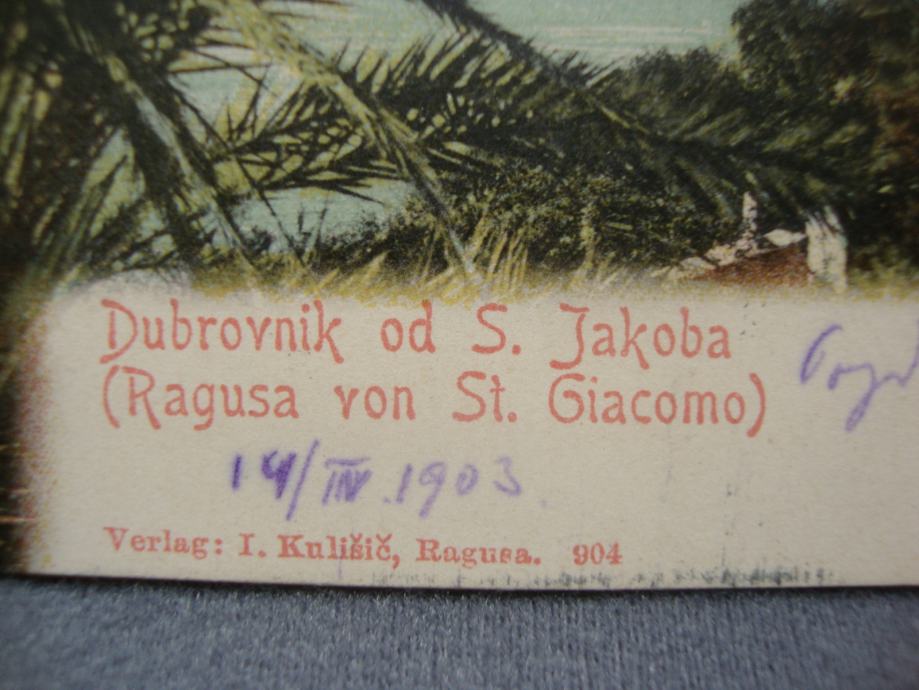 Dubrovnik od S. Jakoba
(Ragusa von St. Giacomo)
14/IV.1903.
Verlag: I. Kulišič, Ragusa. 904